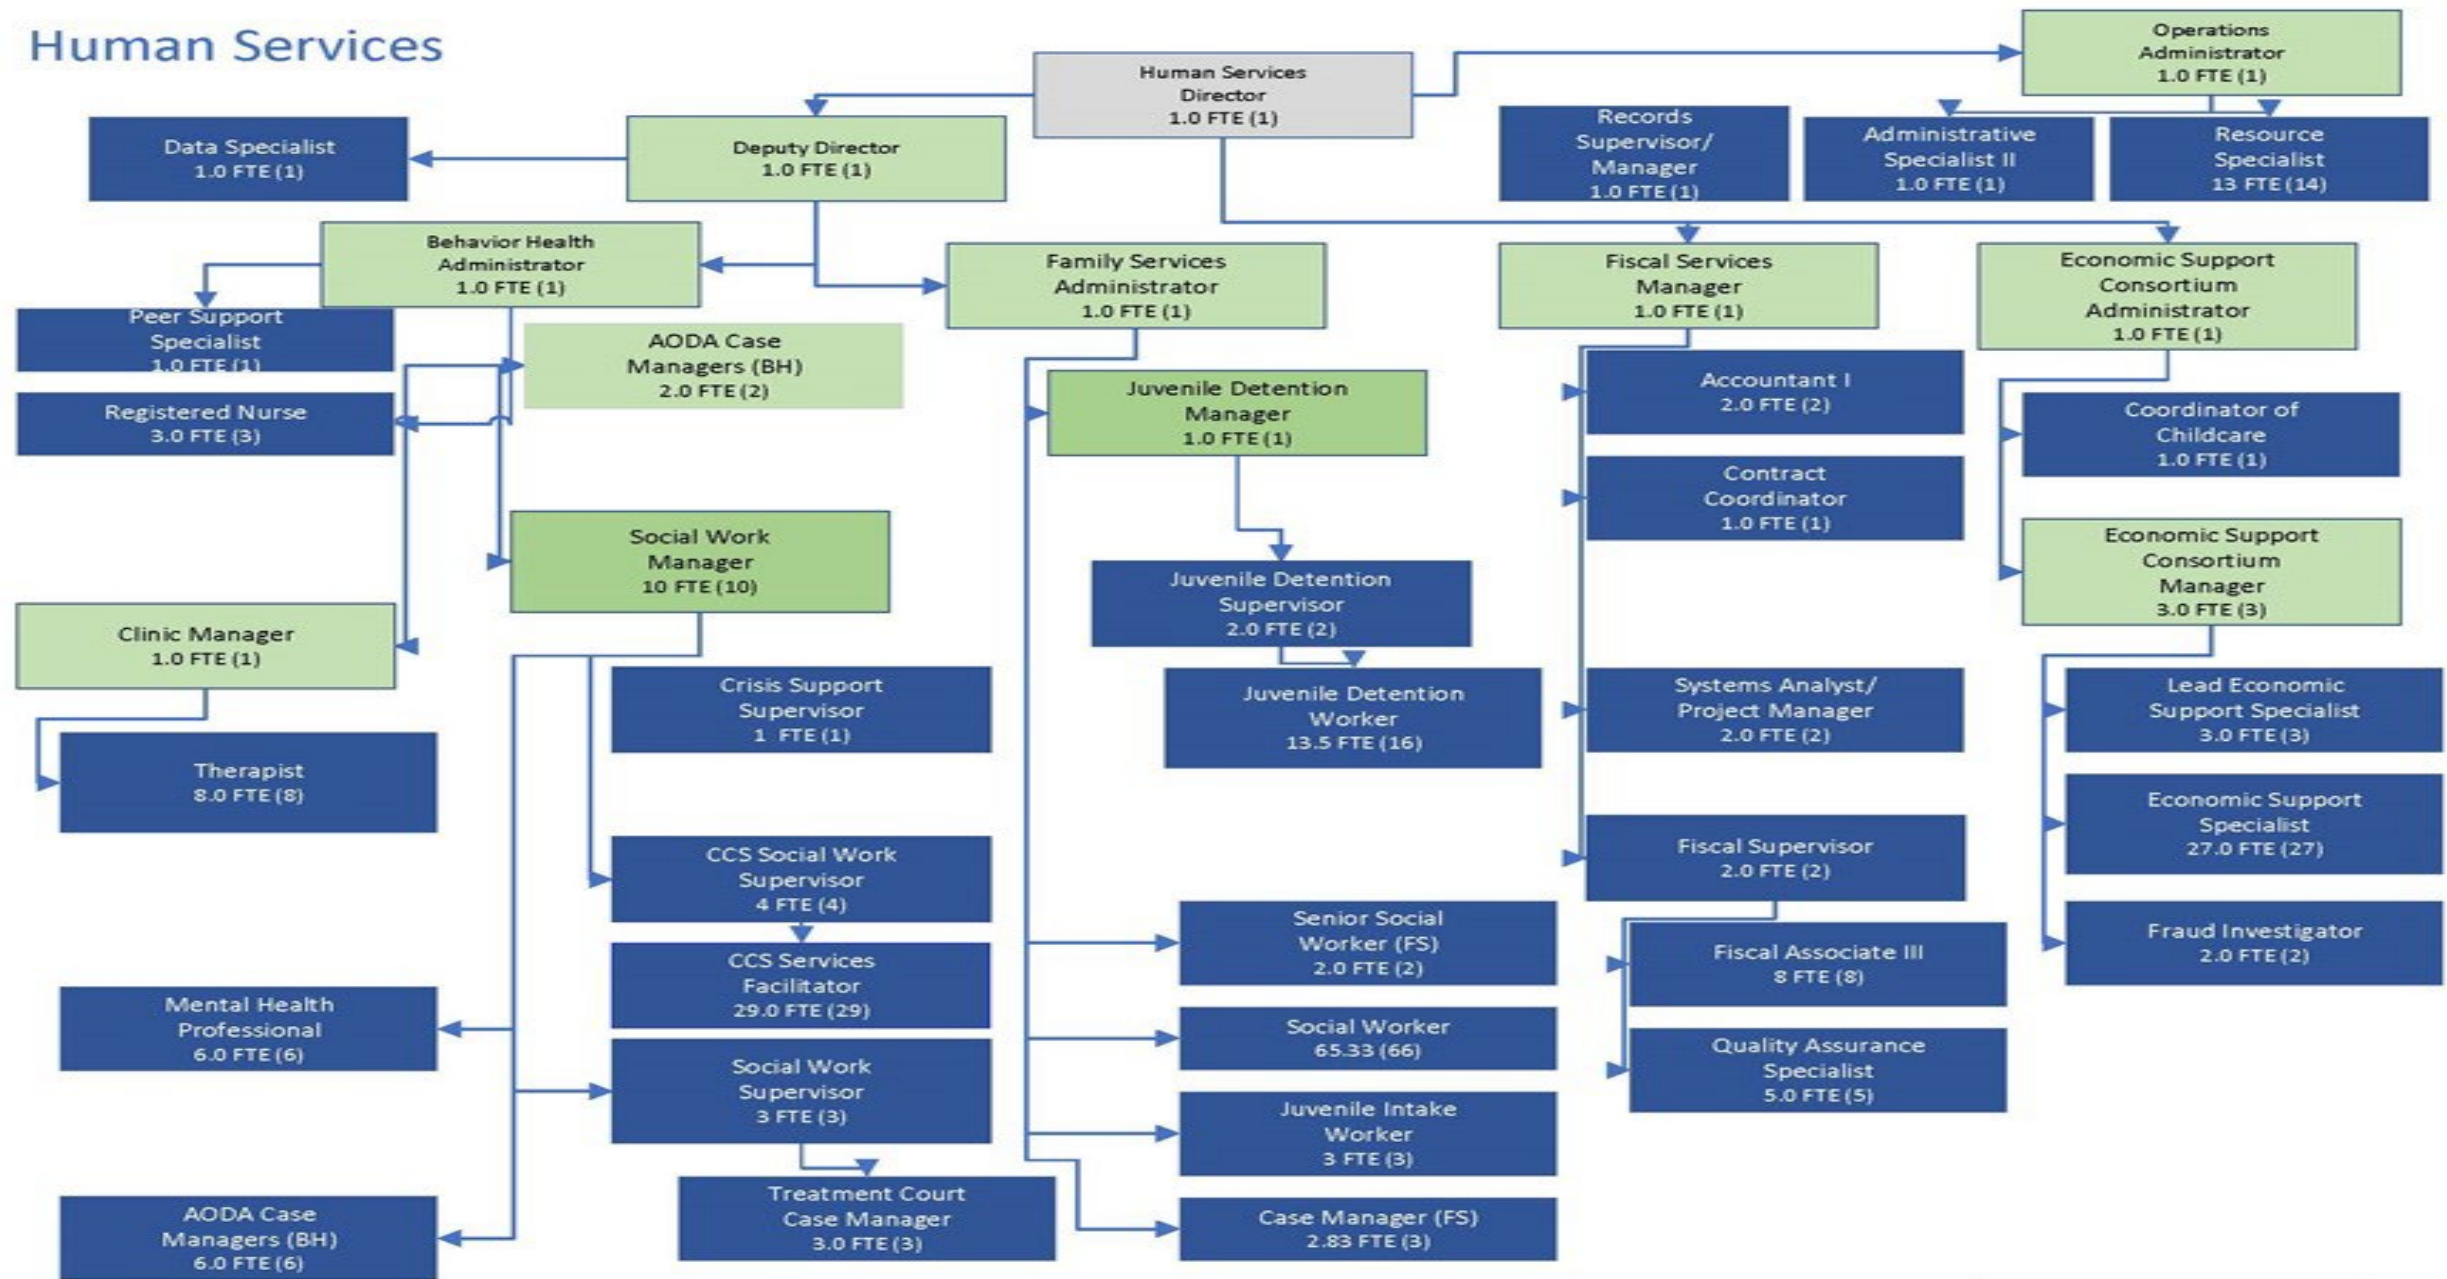 Human Services
Human Services
Director
1.0 FTE (1)
Operations
Administrator
1.0 FTE (1)
Data Specialist
1.0 FTE (1)
Deputy Director
1.0 FTE (1)
Records
Supervisor/
Manager
1.0 FTE (1)
Administrative
Specialist II
1.0 FTE (1)
Resource
Specialist
13 FTE (14)
Behavior Health
Administrator
1.0 FTE (1)
Family Services
Administrator
1.0 FTE (1)
Fiscal Services
Manager
1.0 FTE (1)
Economic Support
Consortium
Administrator
1.0 FTE (1)
Peer Support
Specialist
1.0 FTE (1)
AODA Case
Managers (BH)
2.0 FTE (2)
Registered Nurse
3.0 FTE (3)
Juvenile Detention
Manager
1.0 FTE (1)
Accountant I
2.0 FTE (2)
Coordinator of
Childcare
1.0 FTE (1)
Contract
Coordinator
1.0 FTE (1)
Social Work
Manager
10 FTE (10)
Economic Support
Consortium
Manager
3.0 FTE (3)
Juvenile Detention
Supervisor
2.0 FTE (2)
Clinic Manager
1.0 FTE (1)
Crisis Support
Supervisor
1 FTE (1)
Juvenile Detention
Worker
13.5 FTE (16)
Systems Analyst/
Project Manager
2.0 FTE (2)
Lead Economic
Support Specialist
3.0 FTE (3)
Therapist
8.0 FTE (8)
Economic Support
Specialist
27.0 FTE (27)
CCS Social Work
Supervisor
4 FTE (4)
Fiscal Supervisor
2.0 FTE (2)
Senior Social
Worker (FS)
2.0 FTE (2)
Fraud Investigator
2.0 FTE (2)
Fiscal Associate III
8 FTE (8)
CCS Services
Facilitator
29.0 FTE (29)
Mental Health
Professional
6.0 FTE (6)
Social Worker
65.33 (66)
Quality Assurance
Specialist
5.0 FTE (5)
Social Work
Supervisor
3 FTE (3)
Juvenile Intake
Worker
3 FTE (3)
Treatment Court
Case Manager
3.0 FTE (3)
AODA Case
Managers (BH)
6.0 FTE (6)
Case Manager (FS)
2.83 FTE (3)